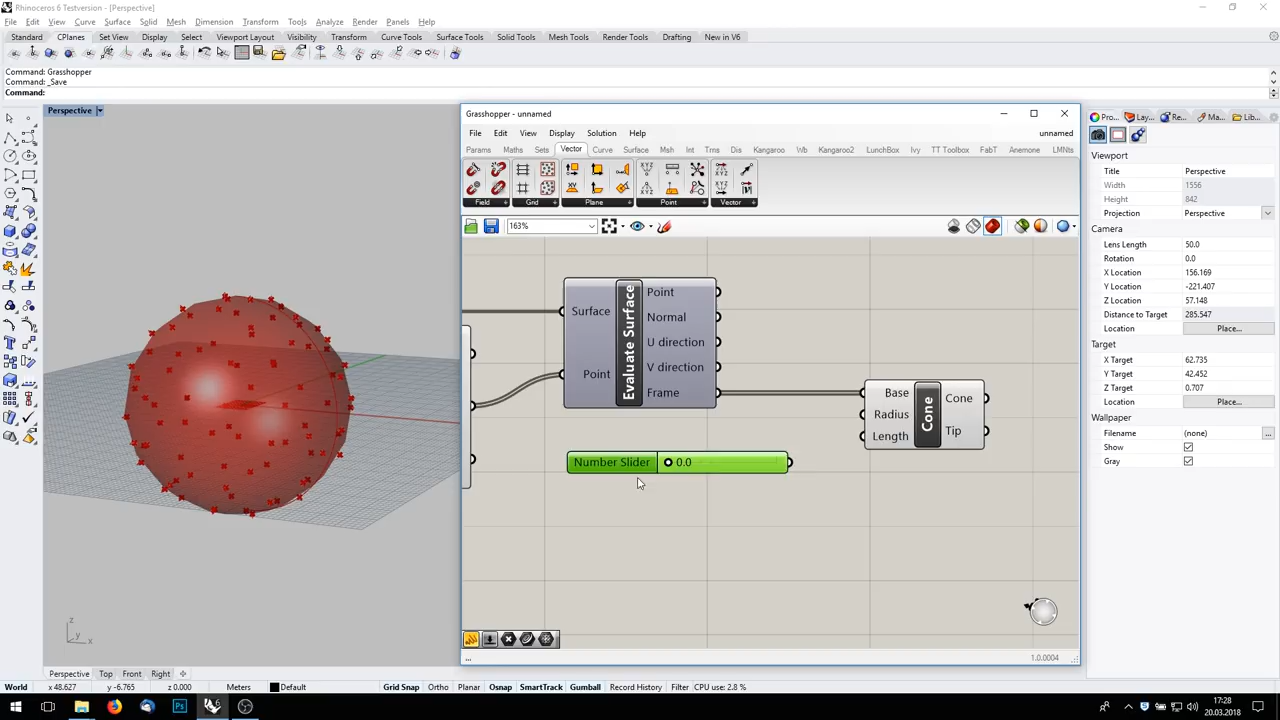 Rhinoceros 6 Testversion - [Perspective]
File Edit View Curve Surface Solid Mesh Dimension Transform Tools Analyze Render Panels Help
Standard CPlanes Set View Display Select Viewport Layout Visibility Transform Curve Tools Surface Tools Solid Tools Mesh Tools Render Tools Drafting New in V6
Command: Grasshopper
Command: _Save
Command:
Perspective
Grasshopper - unnamed
File Edit View Display Solution Help unnamed
Params Maths Sets Vector Curve Surface Msh Int Trns Dis Kangaroo Wb Kangaroo2 LunchBox Ivy TT Toolbox FabT Anemone LMNts
Field Grid Plane Point Vector
163%
Surface
Point
Evaluate Surface
Point
Normal
U direction
V direction
Frame
Base
Radius
Length
Cone
Cone
Tip
Number Slider 0.0
...
1.0.0004
z
y
x
Pro... Lay... Re... Ma... Lib...
Viewport
Title Perspective
Width 1556
Height 842
Projection Perspective
Camera
Lens Length 50.0
Rotation 0.0
X Location 156.169
Y Location -221.407
Z Location 57.148
Distance to Target 285.547
Location Place...
Target
X Target 62.735
Y Target 42.452
Z Target 0.707
Location Place...
Wallpaper
Filename (none) ...
Show
Gray
Perspective Top Front Right
World x 48.627 y -6.765 z 0.000 Meters Default Grid Snap Ortho Planar Osnap SmartTrack Gumball Record History Filter CPU use: 2.8 %
Ps
17:28
20.03.2018